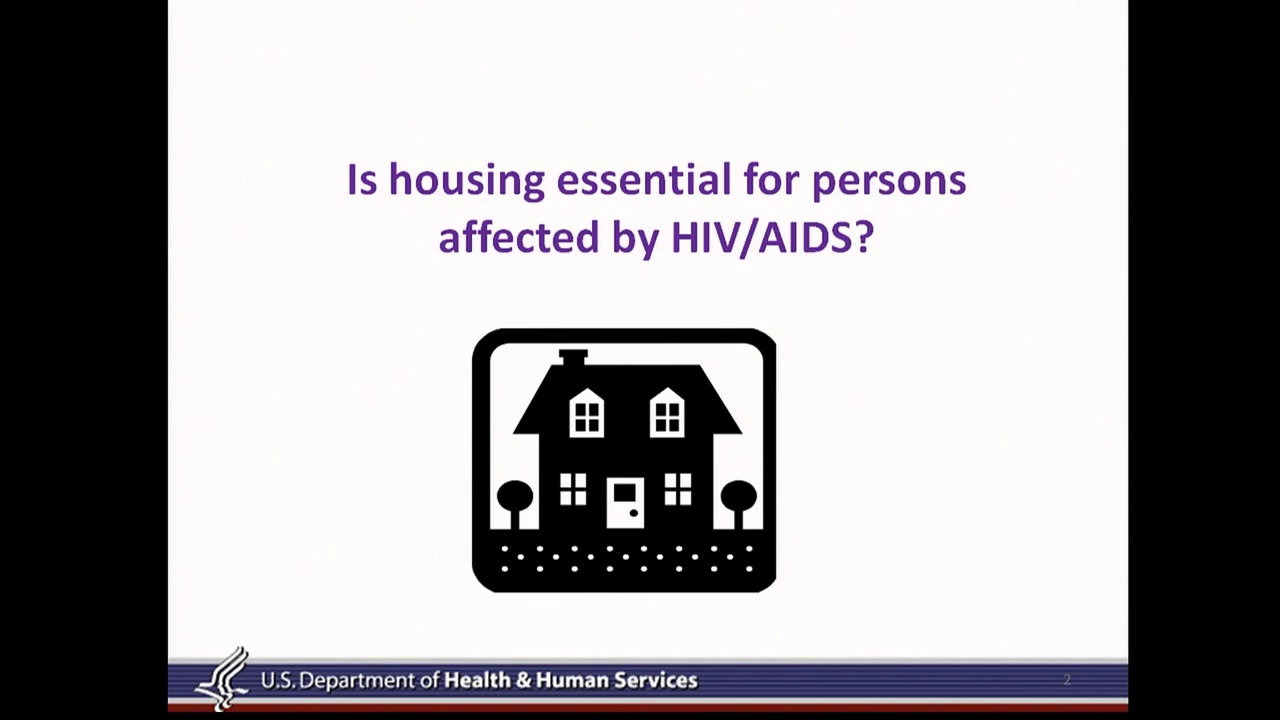 Is housing essential for persons
affected by HIV/AIDS?
U.S. Department of Health & Human Services
2